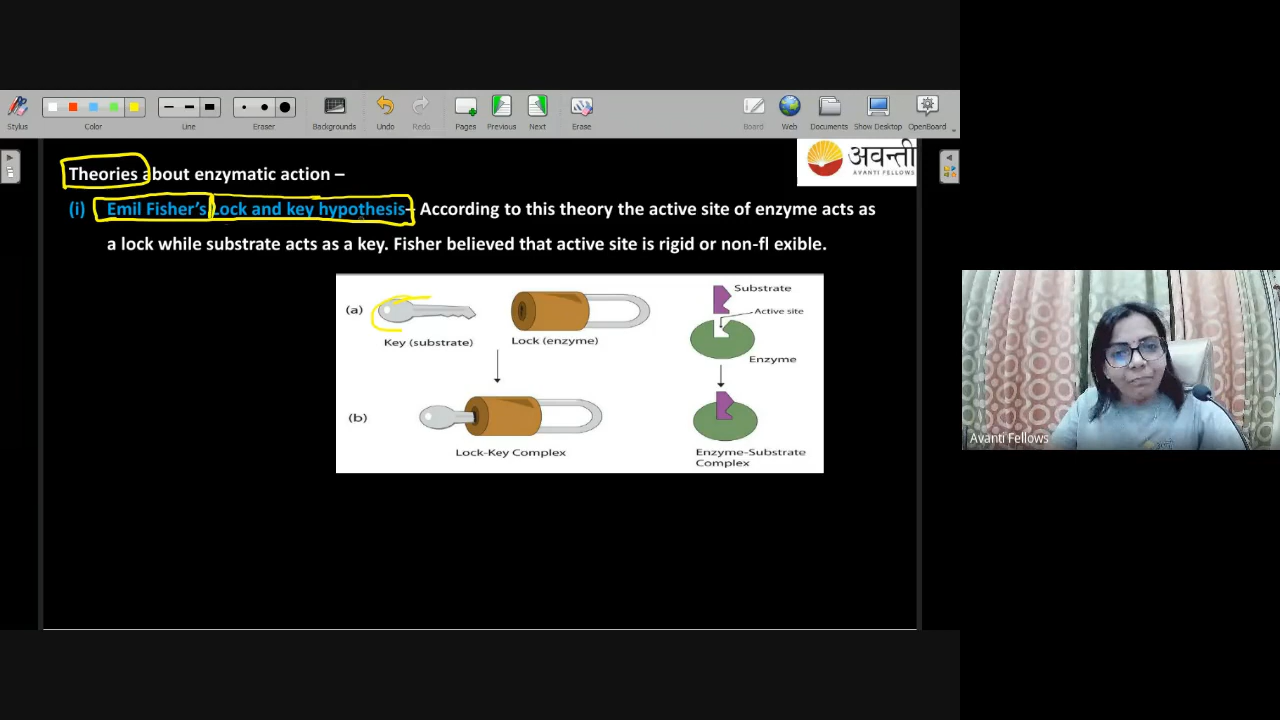 Stylus
Color
Line
Eraser
Backgrounds
Undo
Redo
Pages
Previous
Next
Erase
Board
Web
Documents
Show Desktop
OpenBoard
अवन्ती
AVANTI FELLOWS
Theories about enzymatic action –
(i) Emil Fisher’s Lock and key hypothesis- According to this theory the active site of enzyme acts as
a lock while substrate acts as a key. Fisher believed that active site is rigid or non-fl exible.
(a)
Key (substrate)
Lock (enzyme)
Substrate
Active site
Enzyme
(b)
Lock-Key Complex
Enzyme-Substrate
Complex
Avanti Fellows